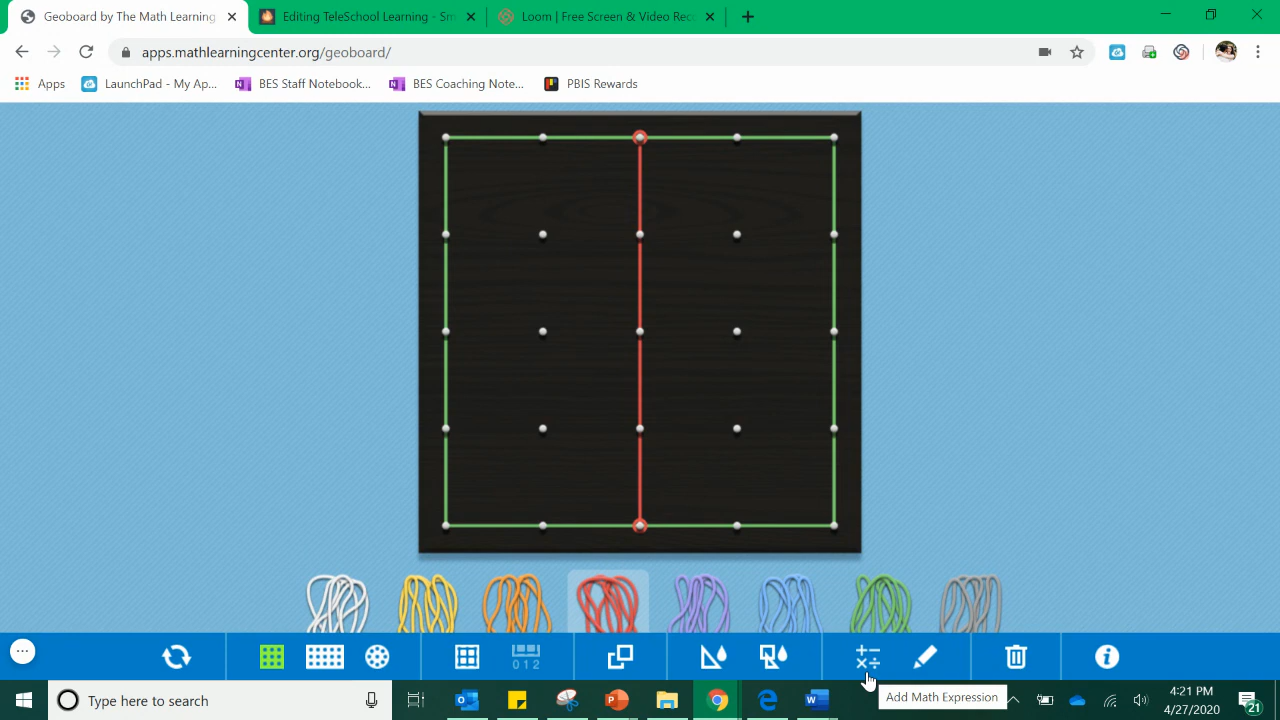 Geoboard by The Math Learning
Editing TeleSchool Learning - Sm
Loom | Free Screen & Video Rec
apps.mathlearningcenter.org/geoboard/
Apps
LaunchPad - My Ap...
BES Staff Notebook...
BES Coaching Note...
PBIS Rewards
0 1 2
Add Math Expression
Type here to search
4:21 PM
4/27/2020
21